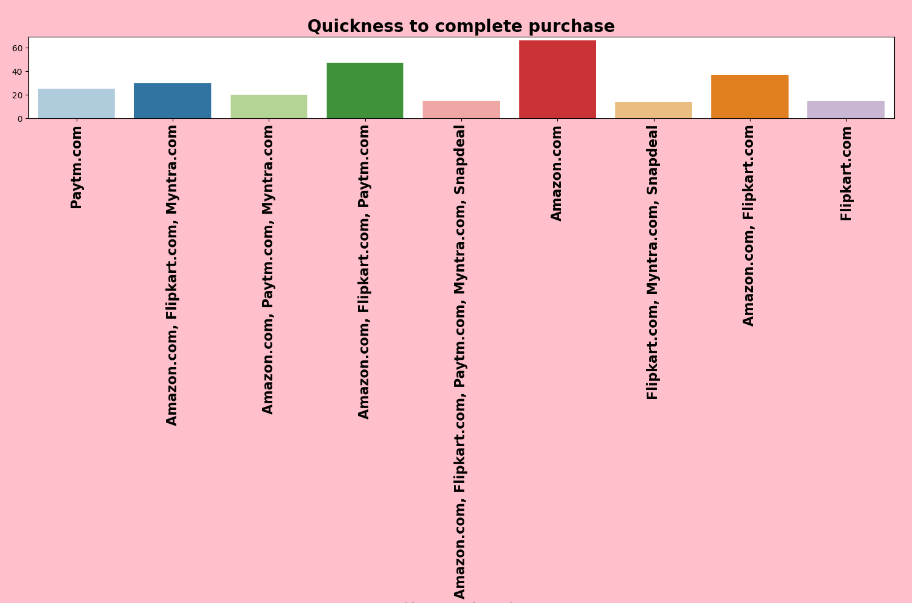 Quickness to complete purchase
60
40
20
0
Paytm.com
Amazon.com, Flipkart.com, Myntra.com
Amazon.com, Paytm.com, Myntra.com
Amazon.com, Flipkart.com, Paytm.com
Amazon.com, Flipkart.com, Paytm.com, Myntra.com, Snapdeal
Amazon.com
Flipkart.com, Myntra.com, Snapdeal
Amazon.com, Flipkart.com
Flipkart.com